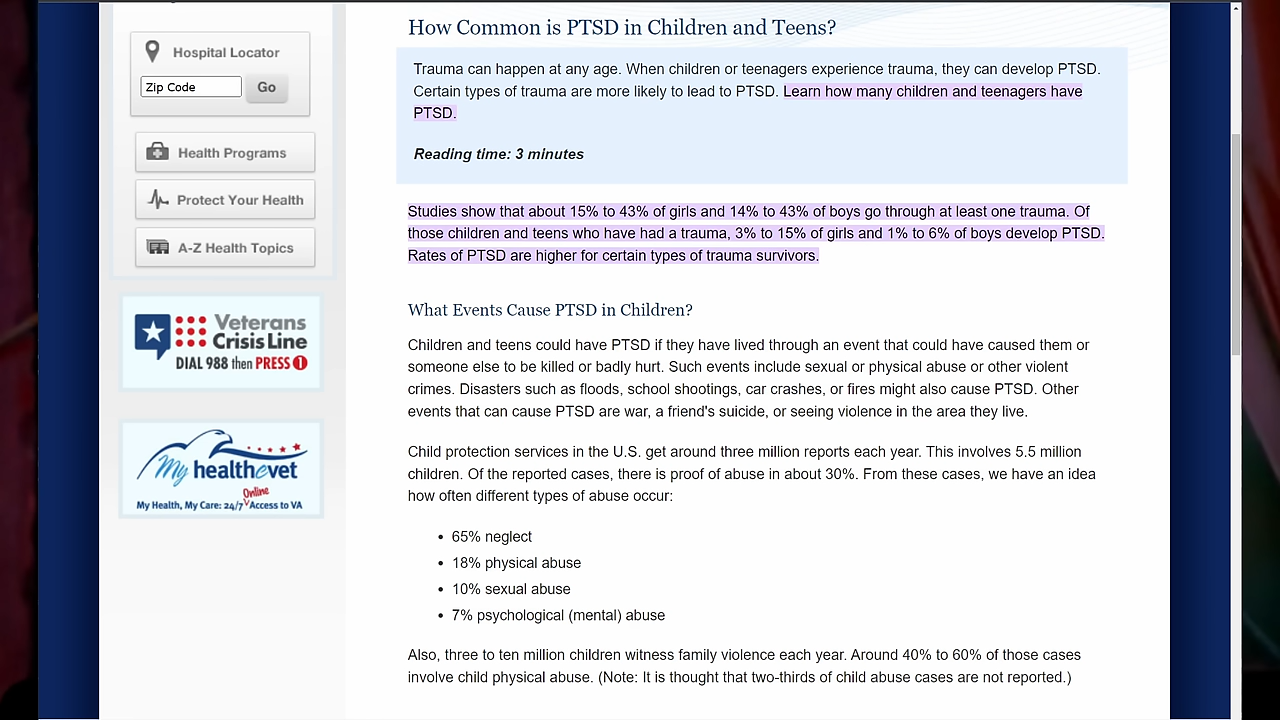 How Common is PTSD in Children and Teens?
Hospital Locator
Zip Code Go
Health Programs
Protect Your Health
A-Z Health Topics
Veterans
Crisis Line
DIAL 988 then PRESS 1
My healthevet
Online
My Health, My Care: 24/7 Access to VA
Trauma can happen at any age. When children or teenagers experience trauma, they can develop PTSD.
Certain types of trauma are more likely to lead to PTSD. Learn how many children and teenagers have
PTSD.
Reading time: 3 minutes
Studies show that about 15% to 43% of girls and 14% to 43% of boys go through at least one trauma. Of
those children and teens who have had a trauma, 3% to 15% of girls and 1% to 6% of boys develop PTSD.
Rates of PTSD are higher for certain types of trauma survivors.
What Events Cause PTSD in Children?
Children and teens could have PTSD if they have lived through an event that could have caused them or
someone else to be killed or badly hurt. Such events include sexual or physical abuse or other violent
crimes. Disasters such as floods, school shootings, car crashes, or fires might also cause PTSD. Other
events that can cause PTSD are war, a friend's suicide, or seeing violence in the area they live.
Child protection services in the U.S. get around three million reports each year. This involves 5.5 million
children. Of the reported cases, there is proof of abuse in about 30%. From these cases, we have an idea
how often different types of abuse occur:
• 65% neglect
• 18% physical abuse
• 10% sexual abuse
• 7% psychological (mental) abuse
Also, three to ten million children witness family violence each year. Around 40% to 60% of those cases
involve child physical abuse. (Note: It is thought that two-thirds of child abuse cases are not reported.)